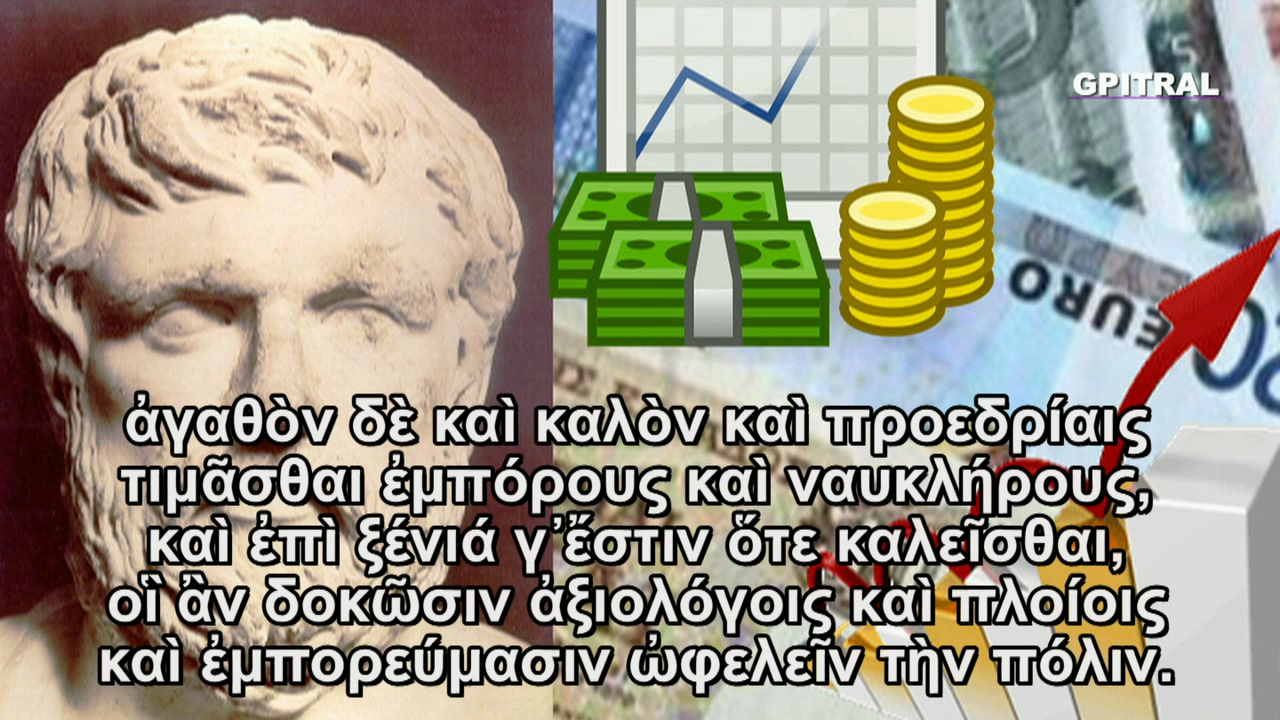 GPITRAL
EURO
ἀγαθὸν δὲ καὶ καλὸν καὶ προεδρίαις
τιμᾶσθαι ἐμπόρους καὶ ναυκλήρους,
καὶ ἐπὶ ξένιά γ᾽ἔστιν ὅτε καλεῖσθαι,
οἳ ἂν δοκῶσιν ἀξιολόγοις καὶ πλοίοις
καὶ ἐμπορεύμασιν ὠφελεῖν τὴν πόλιν.